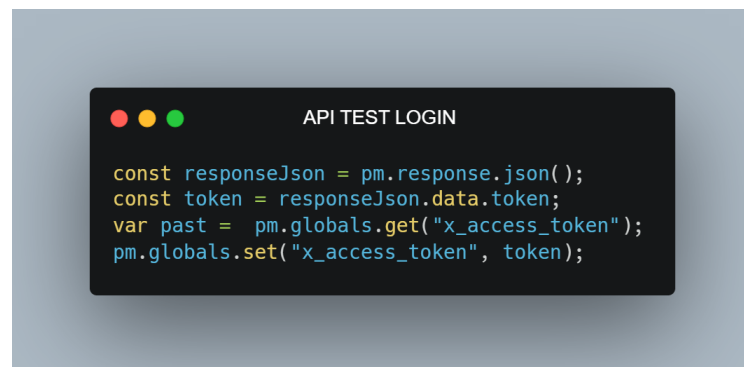 API TEST LOGIN
const responseJson = pm.response.json();
const token = responseJson.data.token;
var past =  pm.globals.get("x_access_token");
pm.globals.set("x_access_token", token);